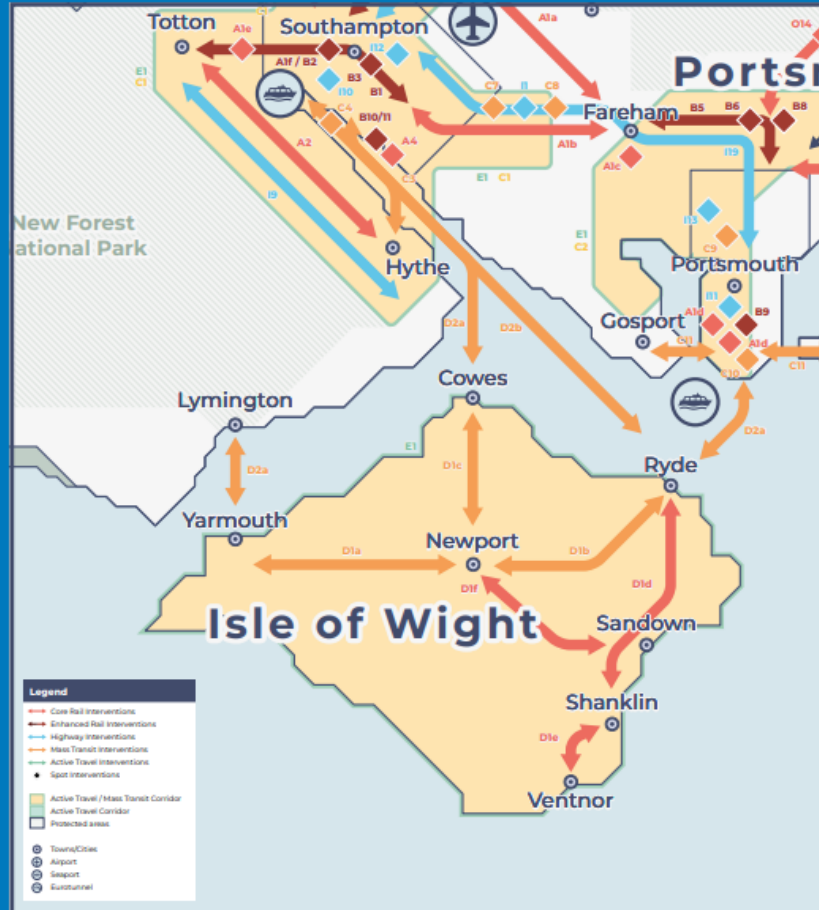 A1a
O14
Totton
Southampton
A1e
I12
A1f / B2
B3
I10
B1
E1
C1
C4
C7
I1
C8
Ports
Fareham
B5
B6
B8
B10/11
A4
A2
A1b
I19
A1c
C3
E1 C1
I9
New Forest
ational Park
I13
E1
C2
C9
Hythe
Portsmouth
I11
A1d
B9
Gosport
D2a
D2b
C11
A1d
C10
C11
Cowes
Lymington
D2a
E1
D2a
D1c
Ryde
Yarmouth
Newport
D1a
D1b
D1f
D1d
Isle of Wight
Sandown
Shanklin
D1e
Ventnor
Legend
Core Rail Interventions
Enhanced Rail Interventions
Highway Interventions
Mass Transit Interventions
Active Travel Interventions
Spot Interventions
Active Travel / Mass Transit Corridor
Active Travel Corridor
Protected areas
Towns/Cities
Airport
Seaport
Eurotunnel